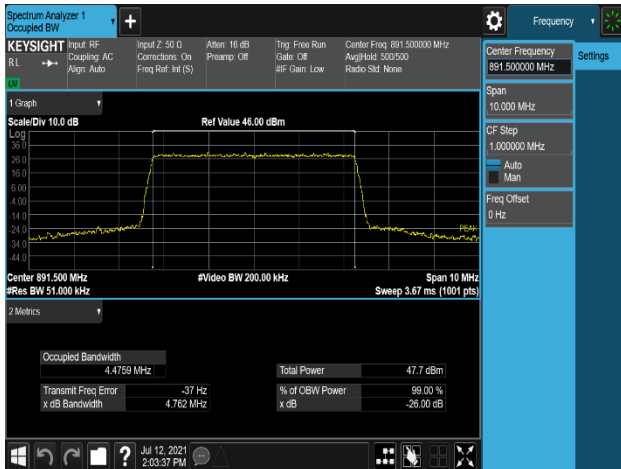 Spectrum Analyzer 1
Occupied BW
Frequency
KEYSIGHT
R L
Input: RF
Coupling: AC
Align: Auto
Input Z: 50 Ω
Corrections: On
Freq Ref: Int (S)
Atten: 16 dB
Preamp: Off
Trig: Free Run
Gate: Off
#IF Gain: Low
Center Freq: 891.500000 MHz
Avg|Hold: 500/500
Radio Std: None
Center Frequency
891.500000 MHz
Settings
Span
10.000 MHz
CF Step
1.000000 MHz
Auto
Man
Freq Offset
0 Hz
1 Graph
Scale/Div 10.0 dB
Ref Value 46.00 dBm
Log
36.0
26.0
16.0
6.00
-4.00
-14.0
-24.0
-34.0
-44.0
PEAK
Center 891.500 MHz
#Video BW 200.00 kHz
Span 10 MHz
#Res BW 51.000 kHz
Sweep 3.67 ms (1001 pts)
2 Metrics
Occupied Bandwidth
4.4759 MHz
Total Power 47.7 dBm
Transmit Freq Error -37 Hz
% of OBW Power 99.00 %
x dB Bandwidth 4.762 MHz
x dB -26.00 dB
?
Jul 12, 2021
2:03:37 PM